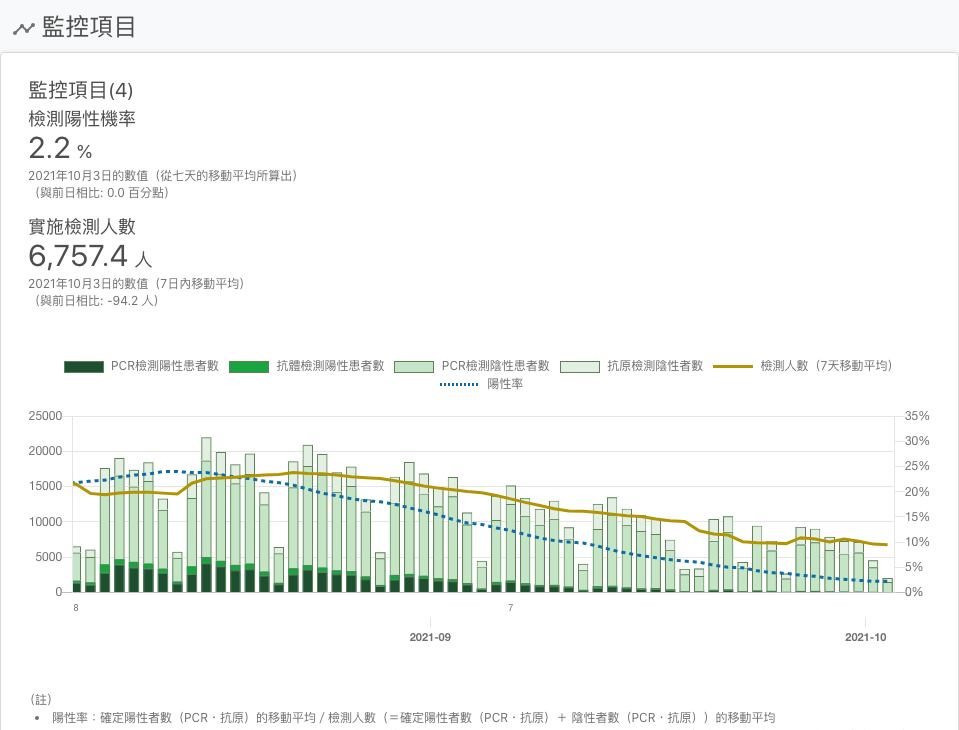 監控項目
監控項目(4)
檢測陽性機率
2.2 %
2021年10月3日的數值（從七天的移動平均所算出）
（與前日相比: 0.0 百分點）
實施檢測人數
6,757.4 人
2021年10月3日的數值（7日內移動平均）
（與前日相比: -94.2 人）
PCR檢測陽性患者數 抗體檢測陽性患者數 PCR檢測陰性患者數 抗原檢測陰性者數 檢測人數（7天移動平均）
陽性率
25000 35%
30%
20000
25%
15000 20%
15%
10000
10%
5000 5%
0 0%
8 7
2021-09 2021-10
（註）
• 陽性率：確定陽性者數（PCR・抗原）的移動平均 / 檢測人數（＝確定陽性者數（PCR・抗原）＋ 陰性者數（PCR・抗原））的移動平均